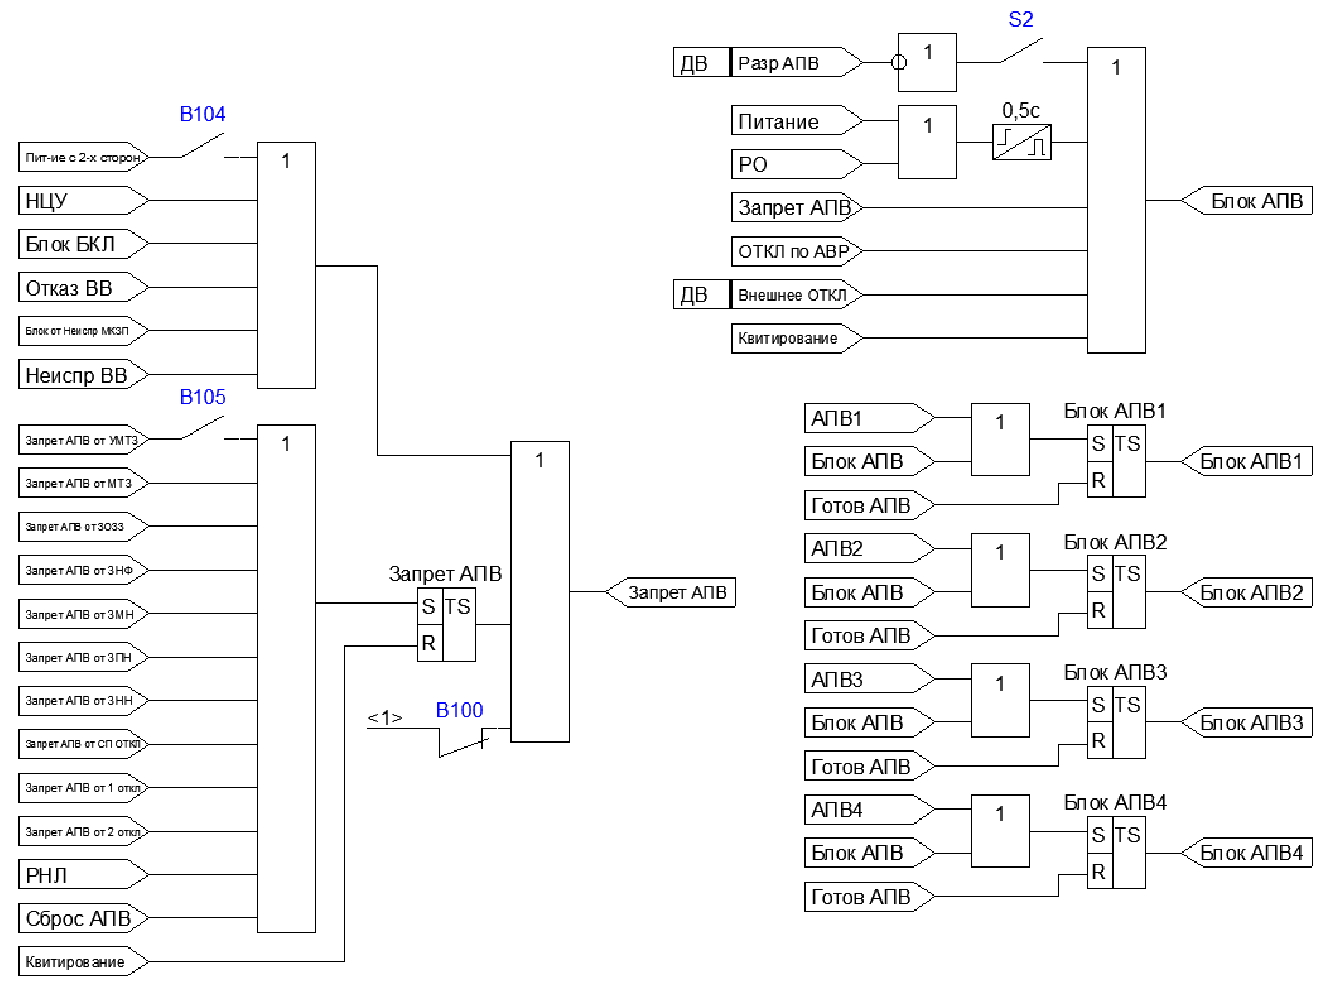 B104
Пит-ие с 2-х сторон
1
НЦУ
Блок БКЛ
Отказ ВВ
Блок от Неиспр МКЗП
Неиспр ВВ
B105
Запрет АПВ от УМТЗ
1
Запрет АПВ от МТЗ
Запрет АПВ от ЗОЗЗ
Запрет АПВ от ЗНФ
Запрет АПВ от ЗМН
Запрет АПВ от ЗПН
Запрет АПВ от ЗНН
Запрет АПВ от СП ОТКЛ
Запрет АПВ от 1 откл
Запрет АПВ от 2 откл
РНЛ
Сброс АПВ
Квитирование
Запрет АПВ
S TS
R
<1>
B100
1
Запрет АПВ
S2
ДВ Разр АПВ
1
1
Питание
1
0,5с
РО
Запрет АПВ
ОТКЛ по АВР
ДВ Внешнее ОТКЛ
Квитирование
Блок АПВ
АПВ1
1
Блок АПВ1
Блок АПВ
S TS
R
Готов АПВ
Блок АПВ1
АПВ2
1
Блок АПВ2
Блок АПВ
S TS
R
Готов АПВ
Блок АПВ2
АПВ3
1
Блок АПВ3
Блок АПВ
S TS
R
Готов АПВ
Блок АПВ3
АПВ4
1
Блок АПВ4
Блок АПВ
S TS
R
Готов АПВ
Блок АПВ4